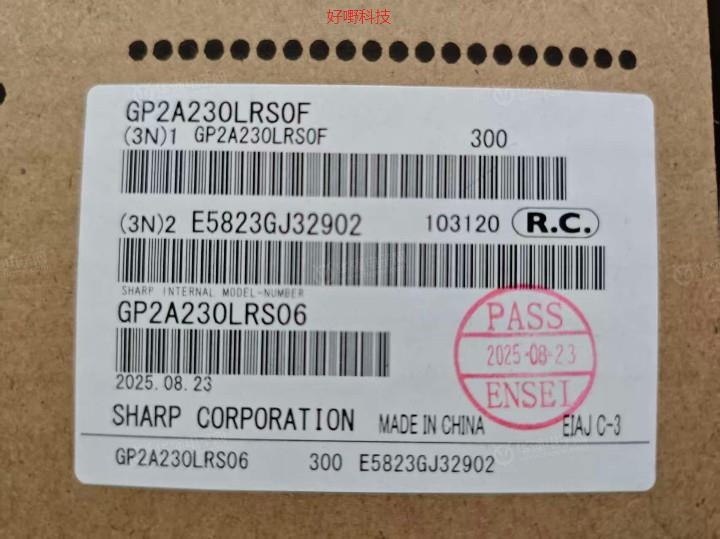 好嘢科技
GP2A230LRS0F
(3N)1 GP2A230LRS0F 300
(3N)2 E5823GJ32902 103120 R.C.
SHARP INTERNAL MODEL-NUMBER
GP2A230LRS06
2025.08.23
PASS
2025-08-23
ENSEI
SHARP CORPORATION MADE IN CHINA EIAJ C-3
GP2A230LRS06 300 E5823GJ32902